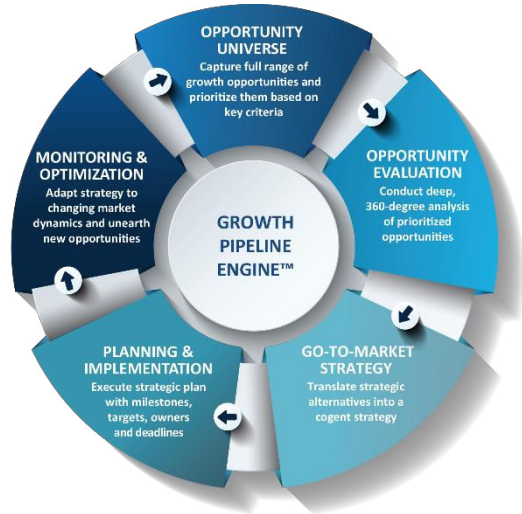 OPPORTUNITY
UNIVERSE
Capture full range of
growth opportunities and
prioritize them based on
key criteria
OPPORTUNITY
EVALUATION
Conduct deep,
360-degree analysis
of prioritized
opportunities
GO-TO-MARKET
STRATEGY
Translate strategic
alternatives into a
cogent strategy
PLANNING &
IMPLEMENTATION
Execute strategic plan
with milestones,
targets, owners
and deadlines
MONITORING &
OPTIMIZATION
Adapt strategy to
changing market
dynamics and unearth
new opportunities
GROWTH
PIPELINE
ENGINE™